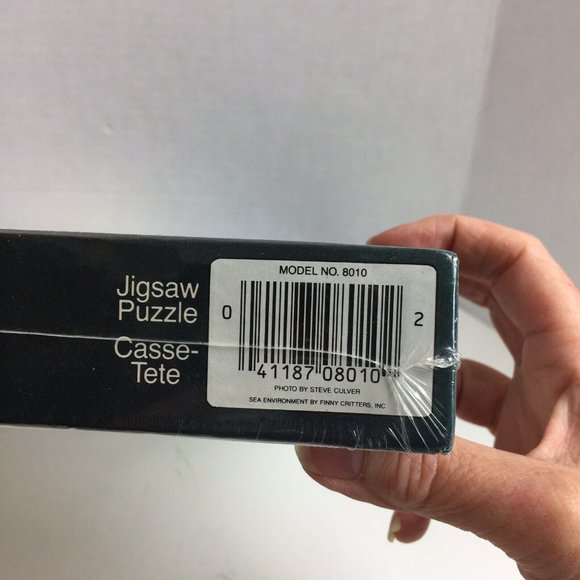 Jigsaw
Puzzle
Casse-
Tete
MODEL NO. 8010
0 2
41187 08010
PHOTO BY STEVE CULVER
SEA ENVIRONMENT BY FINNY CRITTERS, INC